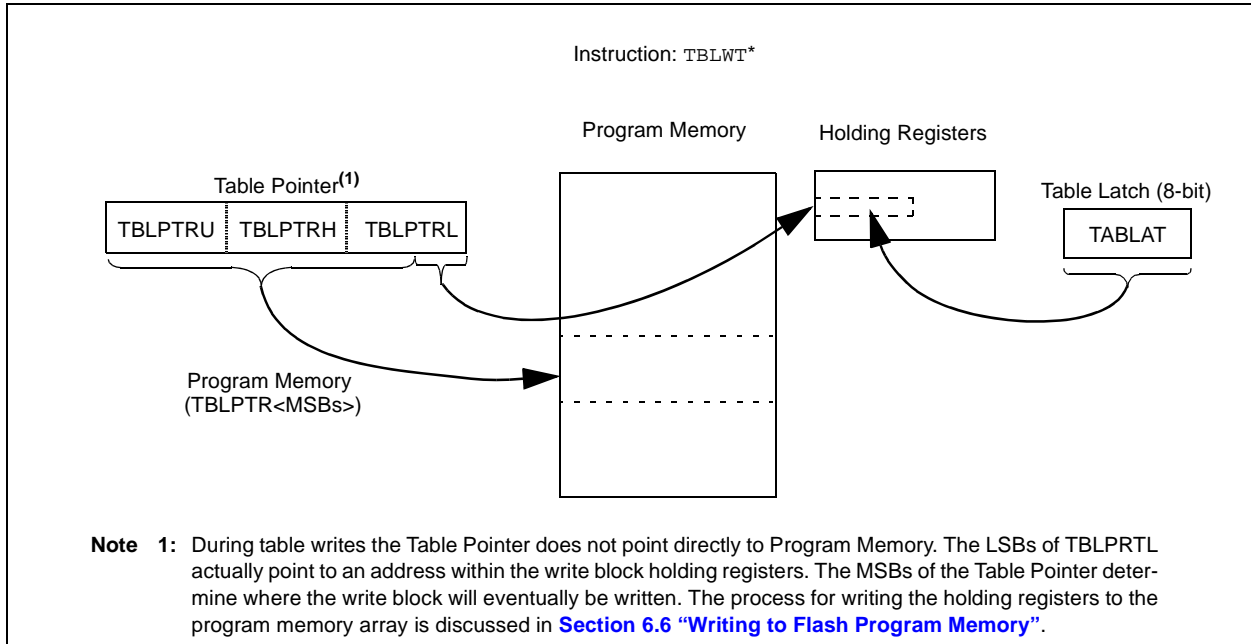 Instruction: TBLWT*
Program Memory
Holding Registers
Table Pointer(1)
Table Latch (8-bit)
TBLPTRU TBLPTRH TBLPTRL
TABLAT
Program Memory
(TBLPTR<MSBs>)
Note 1: During table writes the Table Pointer does not point directly to Program Memory. The LSBs of TBLPRTL
actually point to an address within the write block holding registers. The MSBs of the Table Pointer deter-
mine where the write block will eventually be written. The process for writing the holding registers to the
program memory array is discussed in Section 6.6 “Writing to Flash Program Memory”.